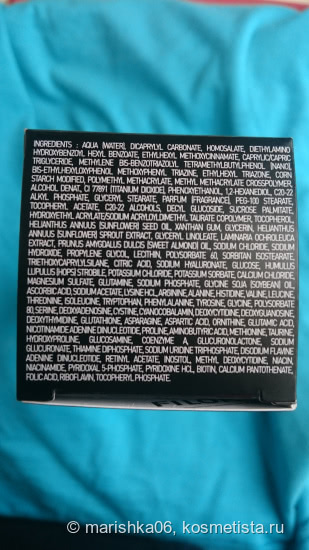 INGREDIENTS : AQUA (WATER), DICAPRYLYL CARBONATE, HOMOSALATE, DIETHYLAMINO
HYDROXYBENZOYL HEXYL BENZOATE, ETHYLHEXYL METHOXYCINNAMATE, CAPRYLIC/CAPRIC
TRIGLYCERIDE, METHYLENE BIS-BENZOTRIAZOLYL TETRAMETHYLBUTYLPHENOL [NANO],
BIS-ETHYLHEXYLOXYPHENOL METHOXYPHENYL TRIAZINE, ETHYLHEXYL TRIAZONE, CORN
STARCH MODIFIED, POLYMETHYL METHACRYLATE, METHYL METHACRYLATE CROSSPOLYMER,
ALCOHOL DENAT, CI 77891 (TITANIUM DIOXIDE), PHENOXYETHANOL, 1,2-HEXANEDIOL, C20-22
ALKYL PHOSPHATE, GLYCERYL STEARATE, PARFUM (FRAGRANCE), PEG-100 STEARATE,
TOCOPHERYL ACETATE, C20-22 ALCOHOLS, DECYL GLUCOSIDE, SUCROSE PALMITATE,
HYDROXYETHYL ACRYLATE/SODIUM ACRYLOYLDIMETHYL TAURATE COPOLYMER, TOCOPHEROL,
HELIANTHUS ANNUUS (SUNFLOWER) SEED OIL, XANTHAN GUM, GLYCERIN, HELIANTHUS
ANNUUS (SUNFLOWER) SPROUT EXTRACT, GLYCERYL LINOLEATE, LAMINARIA OCHROLEUCA
EXTRACT, PRUNUS AMYGDALUS DULCIS (SWEET ALMOND) OIL, SODIUM CHLORIDE, SODIUM
HYDROXIDE, PROPYLENE GLYCOL, LECITHIN, POLYSORBATE 60, SORBITAN ISOSTEARATE,
TRIETHOXYCAPRYLYLSILANE, CITRIC ACID, SODIUM HYALURONATE, GLUCOSE, HUMULUS
LUPULUS (HOPS) STROBILE, POTASSIUM CHLORIDE, POTASSIUM SORBATE, CALCIUM CHLORIDE,
MAGNESIUM SULFATE, GLUTAMINE, SODIUM PHOSPHATE, GLYCINE SOJA (SOYBEAN) OIL,
ASCORBIC ACID, SODIUM ACETATE, LYSINE HCL, ARGININE, ALANINE, HISTIDINE, VALINE, LEUCINE,
THREONINE, ISOLEUCINE, TRYPTOPHAN, PHENYLALANINE, TYROSINE, GLYCINE, POLYSORBATE
80, SERINE, DEOXYADENOSINE, CYSTINE, CYANOCOBALAMIN, DEOXYCYTIDINE, DEOXYGUANOSINE,
DEOXYTHYMIDINE, GLUTATHIONE, ASPARAGINE, ASPARTIC ACID, ORNITHINE, GLUTAMIC ACID,
NICOTINAMIDE ADENINE DINUCLEOTIDE, PROLINE, AMINOBUTYRIC ACID, METHIONINE, TAURINE,
HYDROXYPROLINE, GLUCOSAMINE, COENZYME A, GLUCURONOLACTONE, SODIUM
GLUCURONATE, THIAMINE DIPHOSPHATE, SODIUM URIDINE TRIPHOSPHATE, DISODIUM FLAVINE
ADENINE DINUCLEOTIDE, RETINYL ACETATE, INOSITOL, METHYL DEOXYCYTIDINE, NIACIN,
NIACINAMIDE, PYRIDOXAL 5-PHOSPHATE, PYRIDOXINE HCL, BIOTIN, CALCIUM PANTOTHENATE,
FOLIC ACID, RIBOFLAVIN, TOCOPHERYL PHOSPHATE.
© marishka06, kosmetista.ru